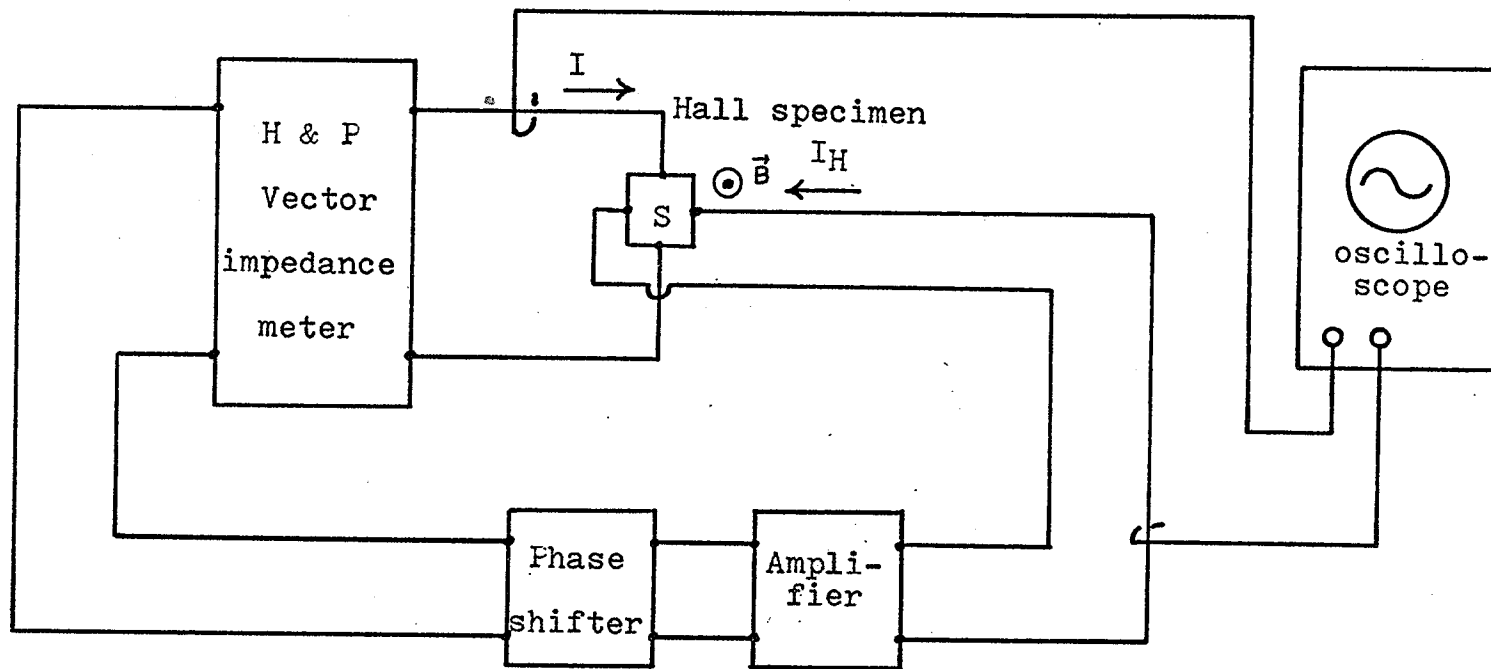 I
Hall specimen
H & P
Vector
impedance
meter
B⃗
I_H
S
oscillo-
scope
Phase
shifter
Ampli-
fier